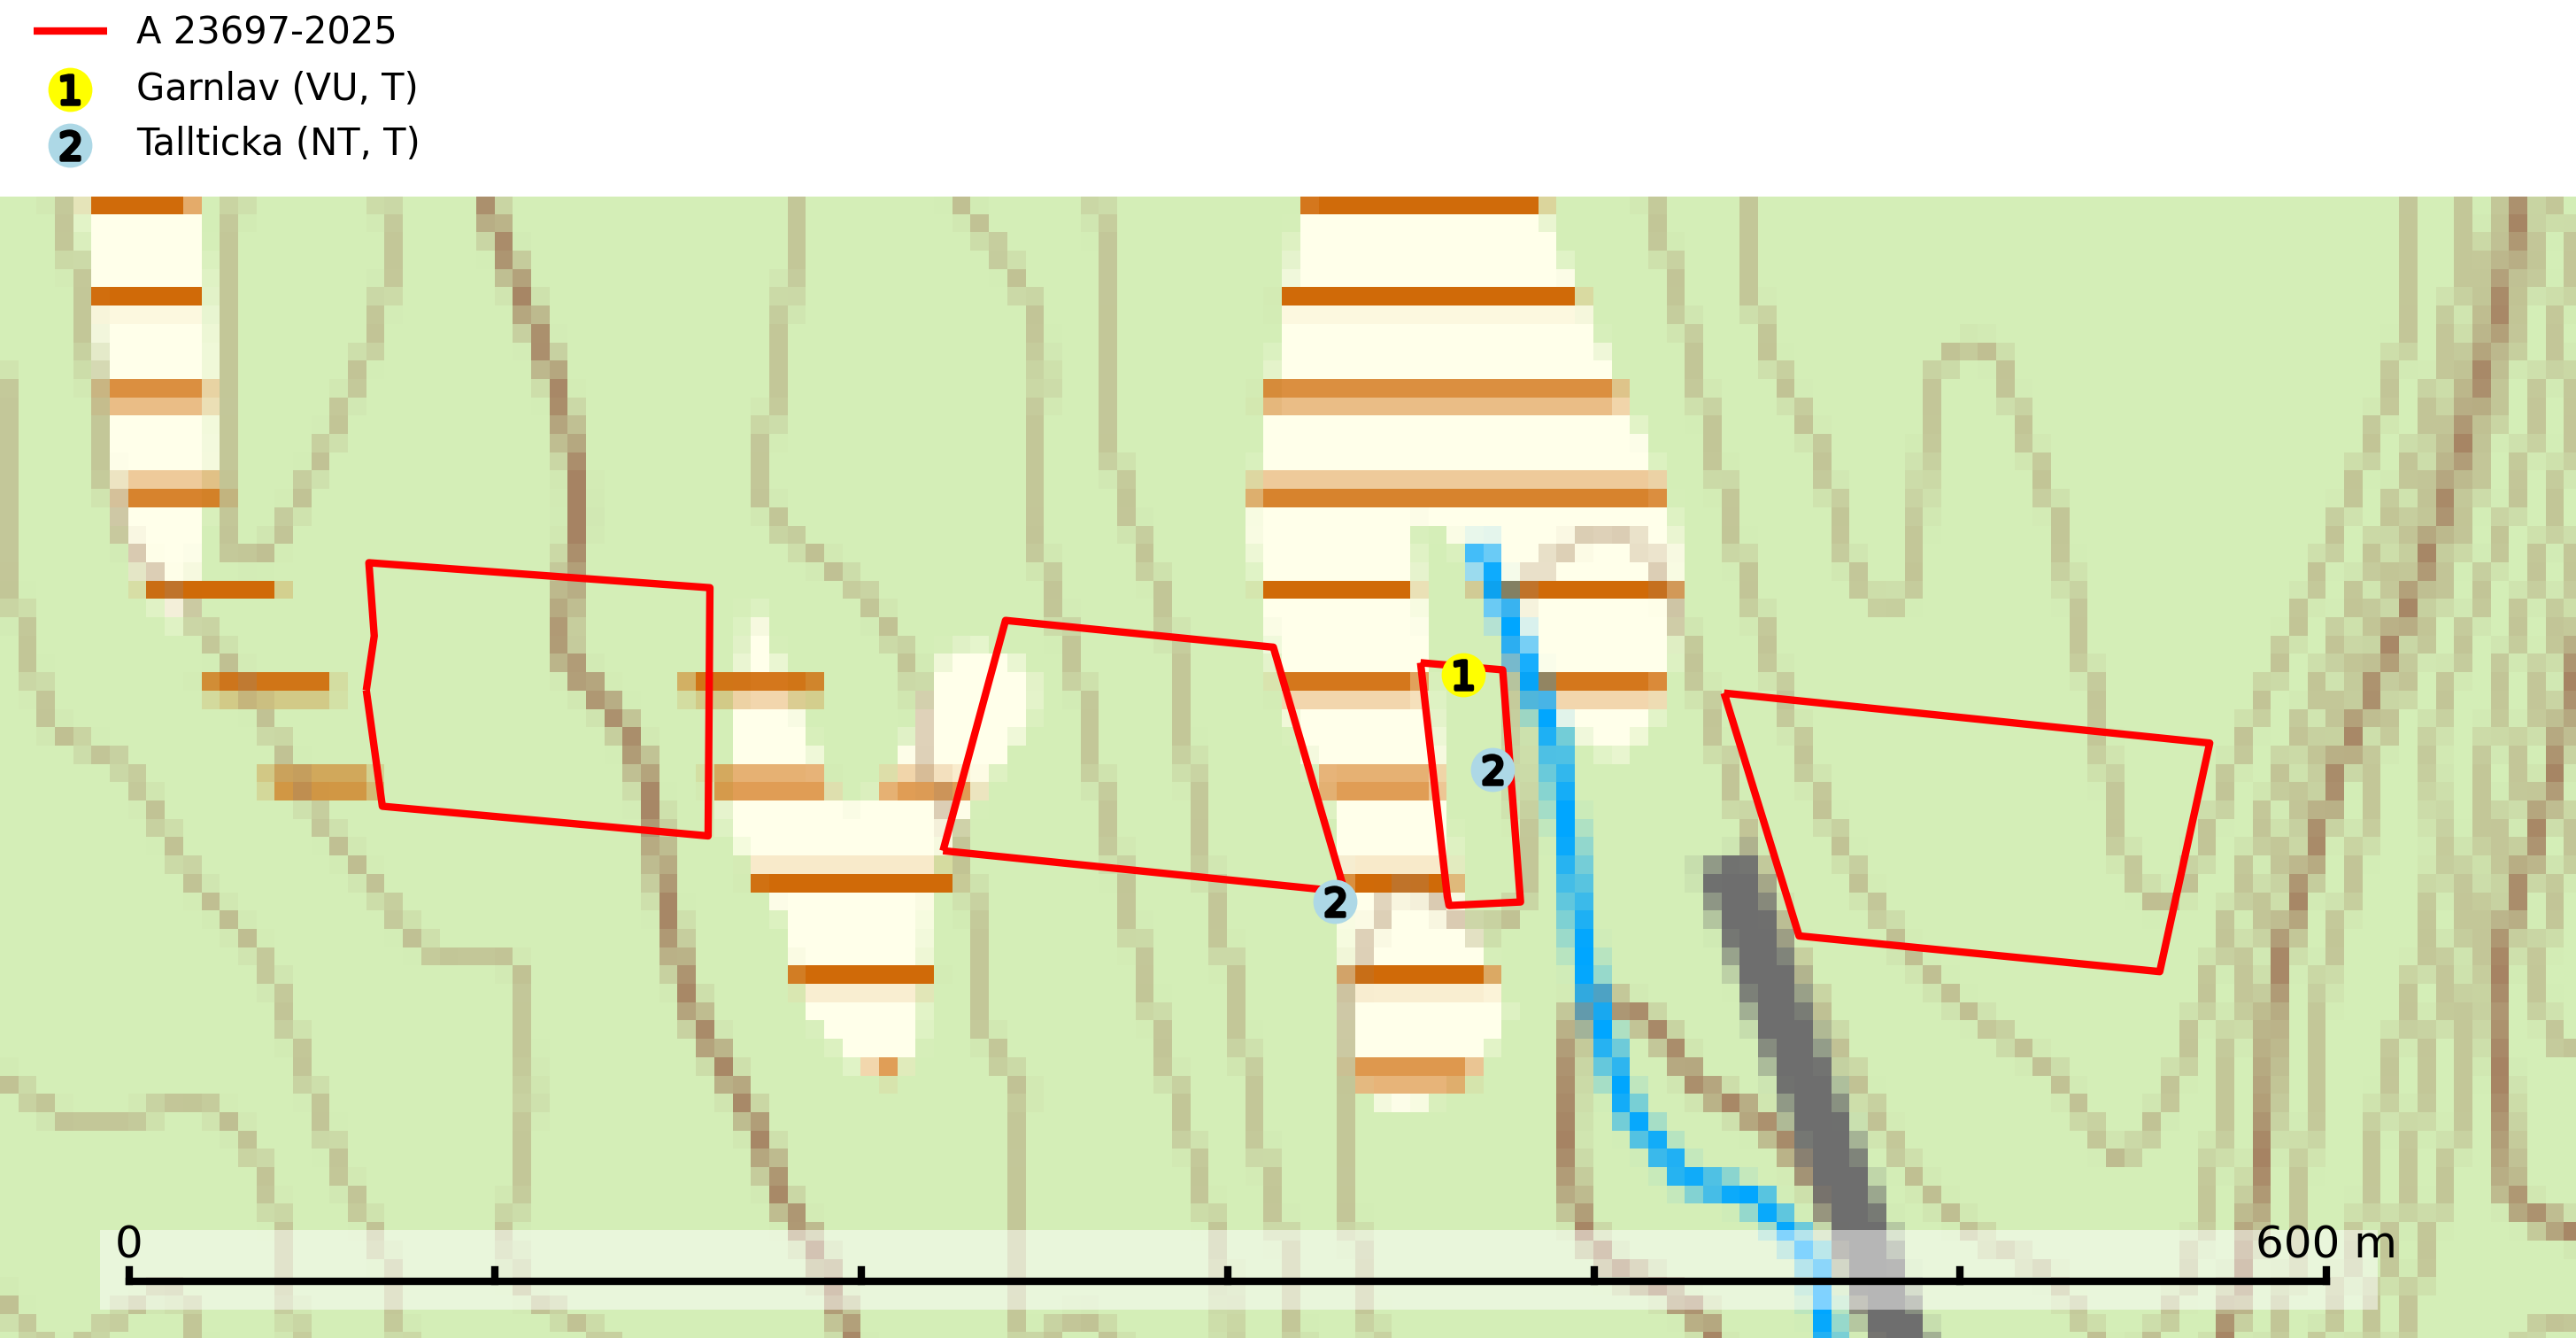 A 23697-2025
1 Garnlav (VU, T)
2 Tallticka (NT, T)
1
2
2
0 600 m